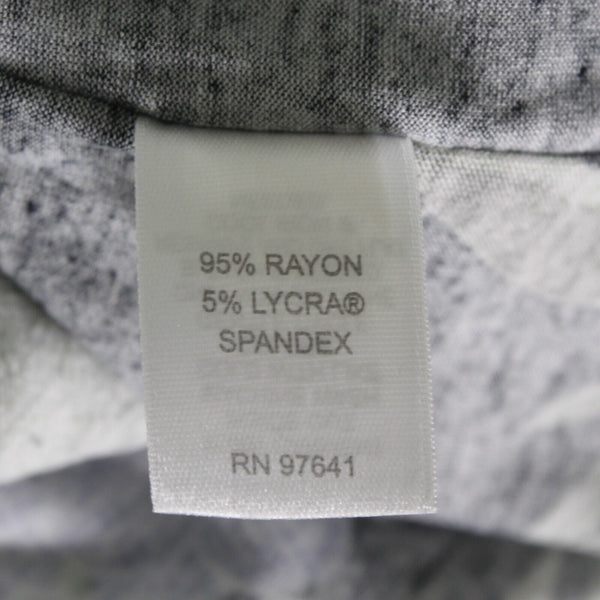 95% RAYON
5% LYCRA®
SPANDEX
RN 97641